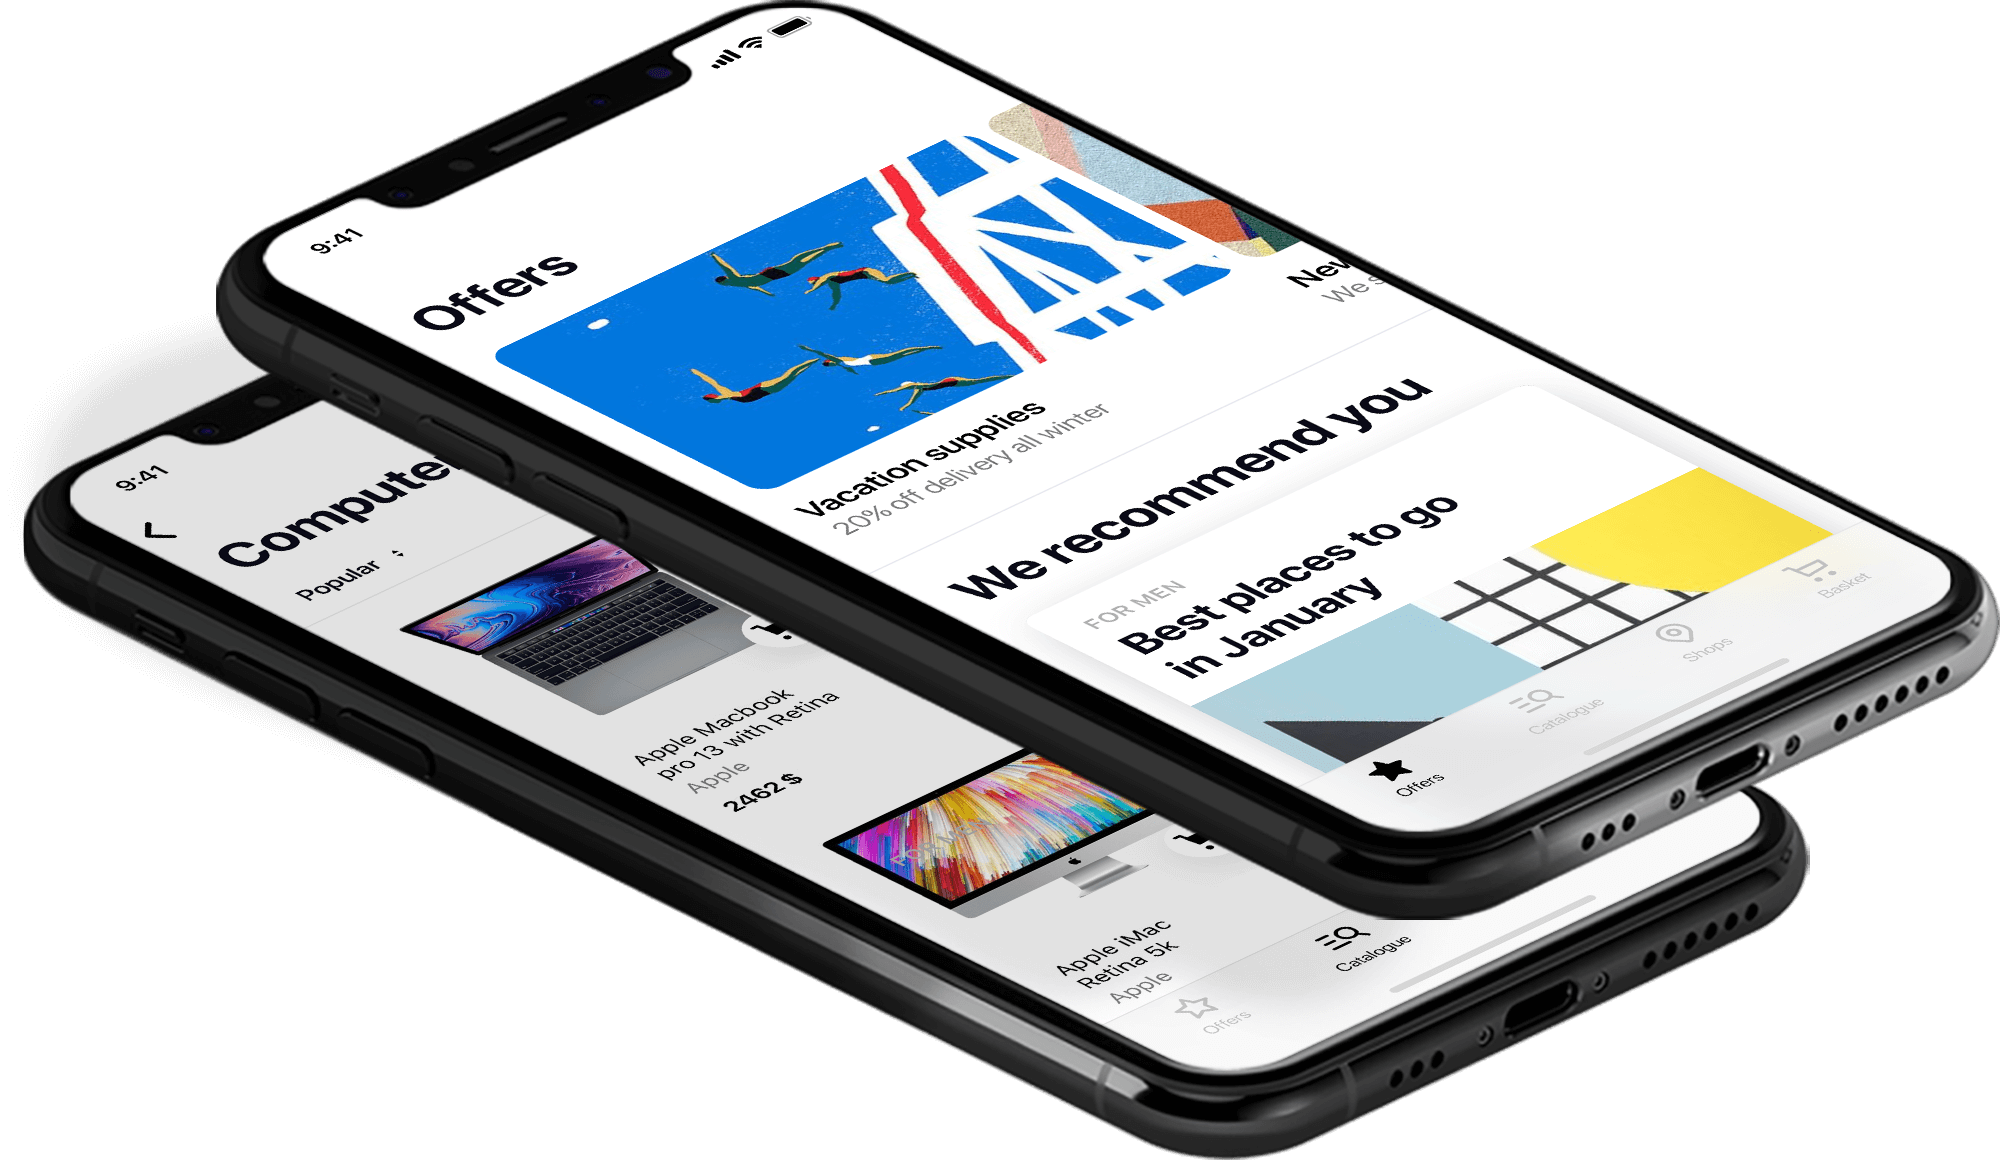 9:41
Offers
Vacation supplies
20% off delivery all winter
We s
We recommend you
FOR MEN
Best places to go
in January
Offers
Catalogue
Shops
Basket
9:41
Compute
Popular
Apple Macbook
pro 13 with Retina
Apple
2462 $
Apple iMac
Retina 5k
Apple
Offers
Catalogue